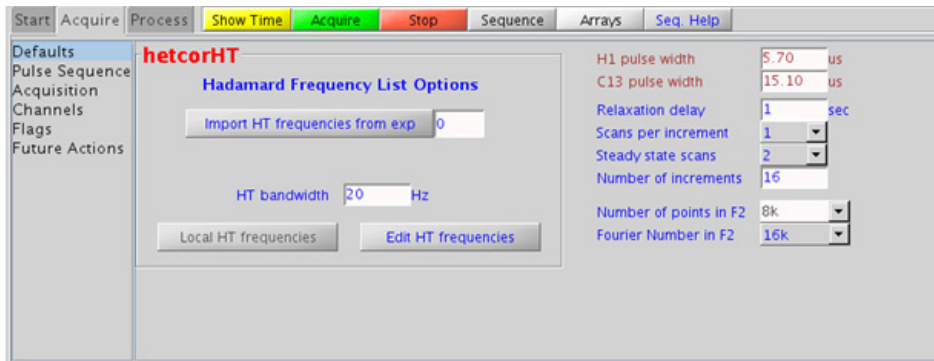 Start Acquire Process Show Time Acquire Stop Sequence Arrays Seq. Help
Defaults
Pulse Sequence
Acquisition
Channels
Flags
Future Actions
hetcorHT
Hadamard Frequency List Options
Import HT frequencies from exp 0
HT bandwidth 20 Hz
Local HT frequencies Edit HT frequencies
H1 pulse width 5.70 us
C13 pulse width 15.10 us
Relaxation delay 1 sec
Scans per increment 1
Steady state scans 2
Number of increments 16
Number of points in F2 8k
Fourier Number in F2 16k